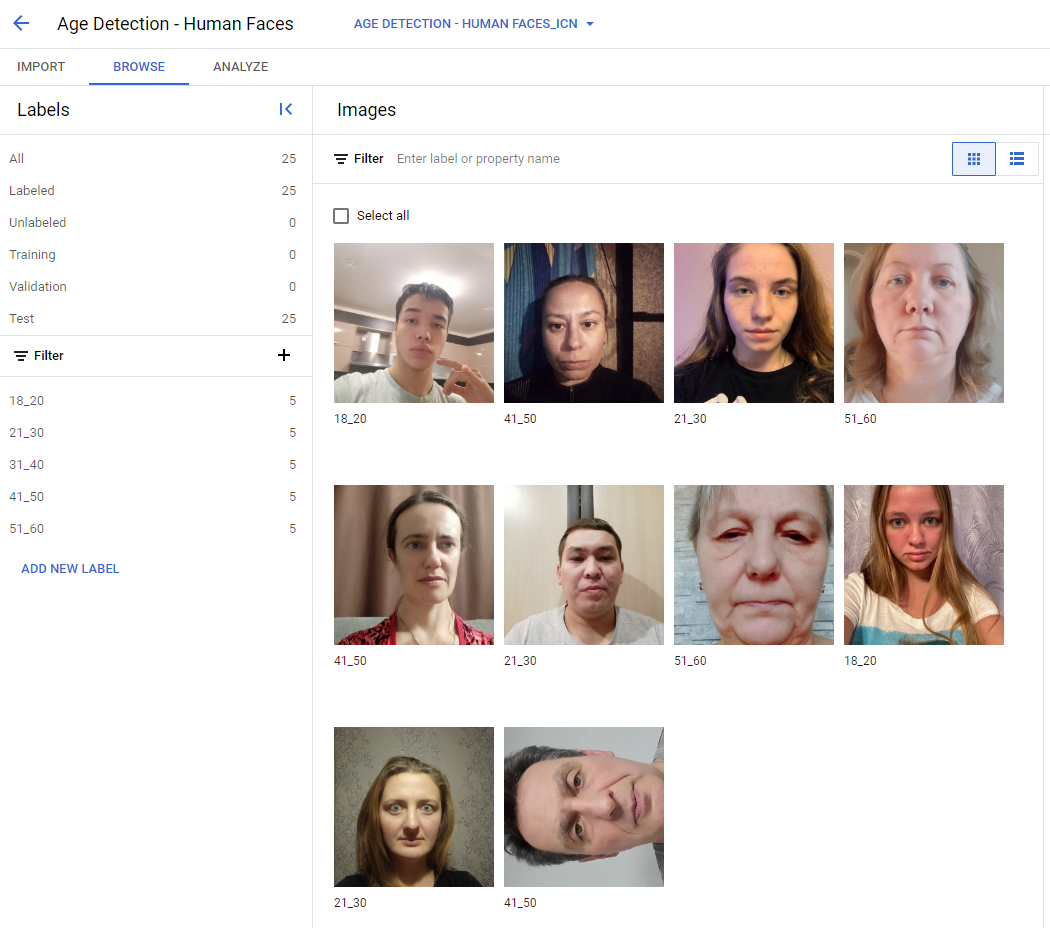 Age Detection - Human Faces
AGE DETECTION - HUMAN FACES_ICN
IMPORT
BROWSE
ANALYZE
Labels
All 25
Labeled 25
Unlabeled 0
Training 0
Validation 0
Test 25
Filter
18_20 5
21_30 5
31_40 5
41_50 5
51_60 5
ADD NEW LABEL
Images
Filter Enter label or property name
Select all
18_20 41_50 21_30 51_60
41_50 21_30 51_60 18_20
21_30 41_50